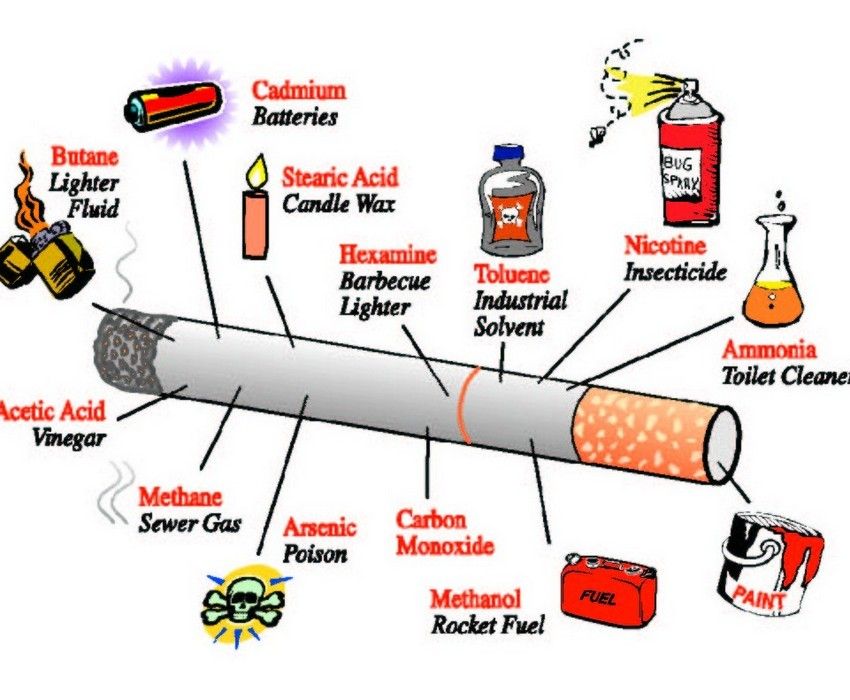 Cadmium
Batteries
Butane
Lighter
Fluid
Stearic Acid
Candle Wax
Hexamine
Barbecue
Lighter
Toluene
Industrial
Solvent
BUG
SPRAY
Nicotine
Insecticide
Ammonia
Toilet Cleaner
Acetic Acid
Vinegar
Methane
Sewer Gas
Arsenic
Poison
Carbon
Monoxide
Methanol
Rocket Fuel
FUEL
PAINT